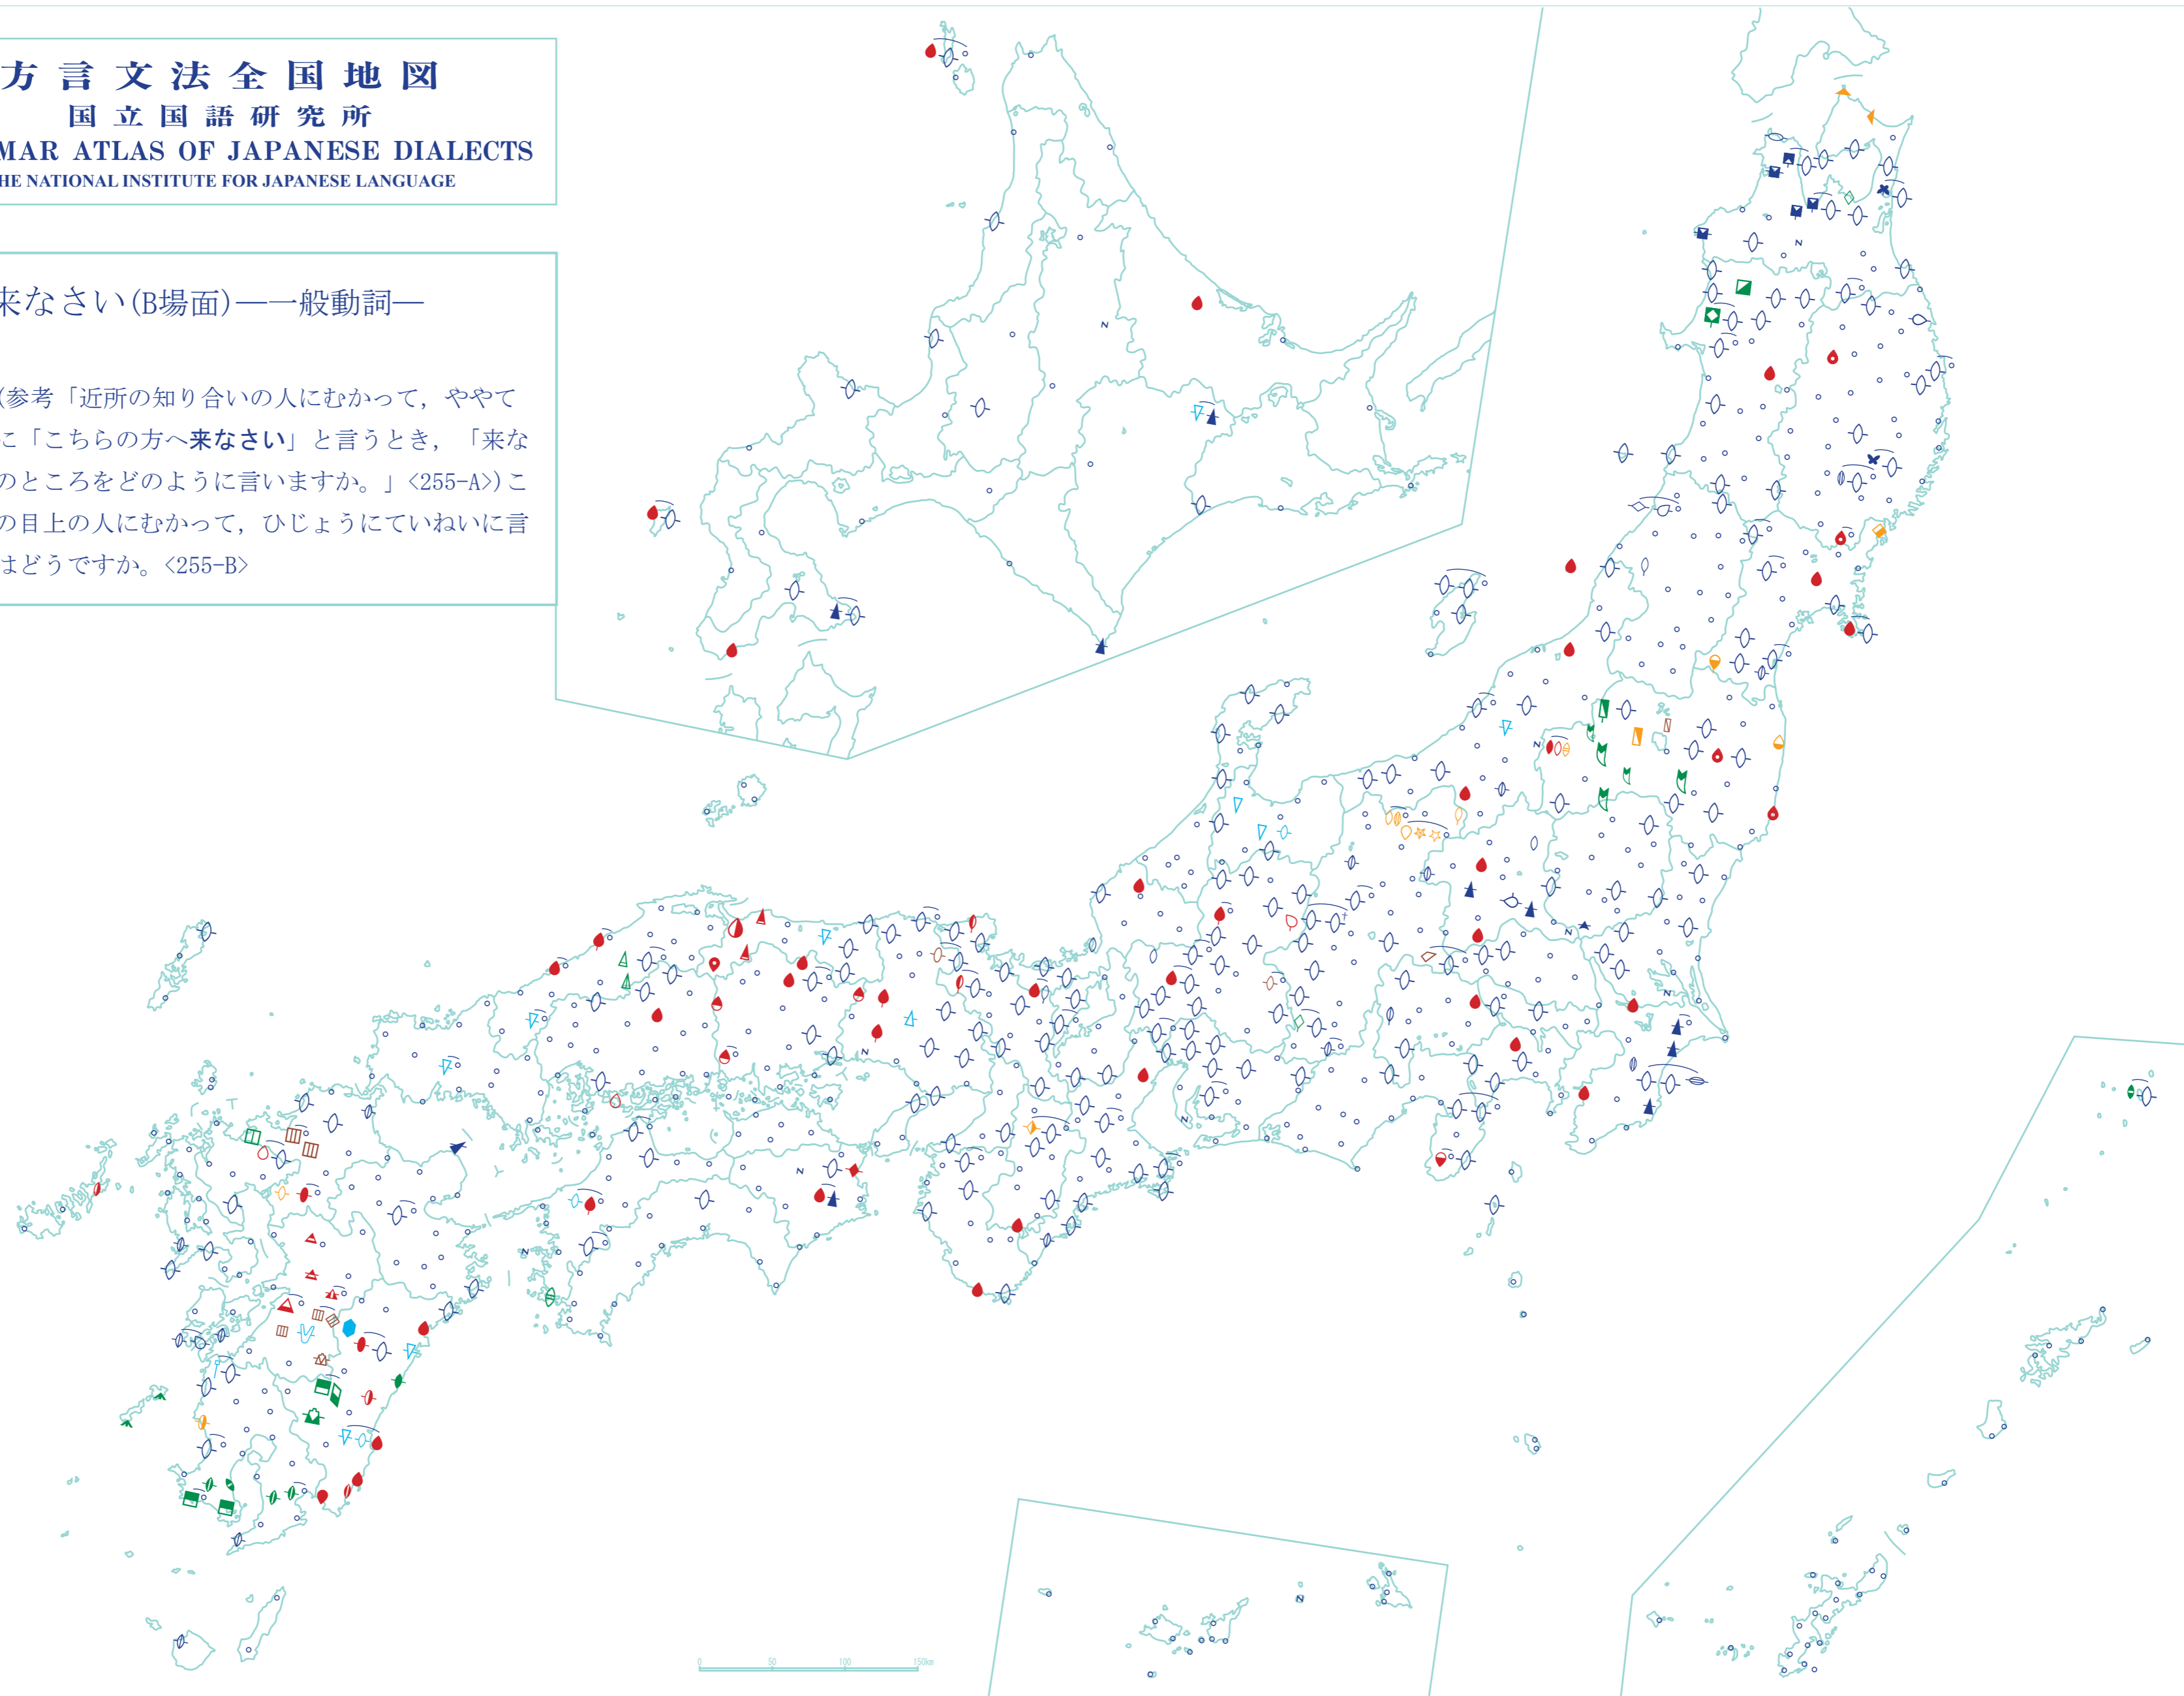 方言文法全国地図
国立国語研究所
MAR ATLAS OF JAPANESE DIALECTS
HE NATIONAL INSTITUTE FOR JAPANESE LANGUAGE
来なさい(B場面)―一般動詞―
(参考「近所の知り合いの人にむかって，ややて
に「こちらの方へ来なさい」と言うとき，「来な
のところをどのように言いますか。」<255-A>)こ
の目上の人にむかって，ひじょうにていねいに言
はどうですか。<255-B>
0 50 100 150km